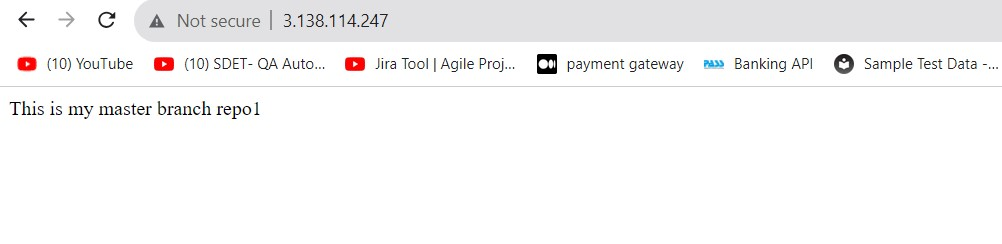 Not secure | 3.138.114.247
(10) YouTube (10) SDET- QA Auto... Jira Tool | Agile Proj... payment gateway PASS Banking API Sample Test Data -...
This is my master branch repo1